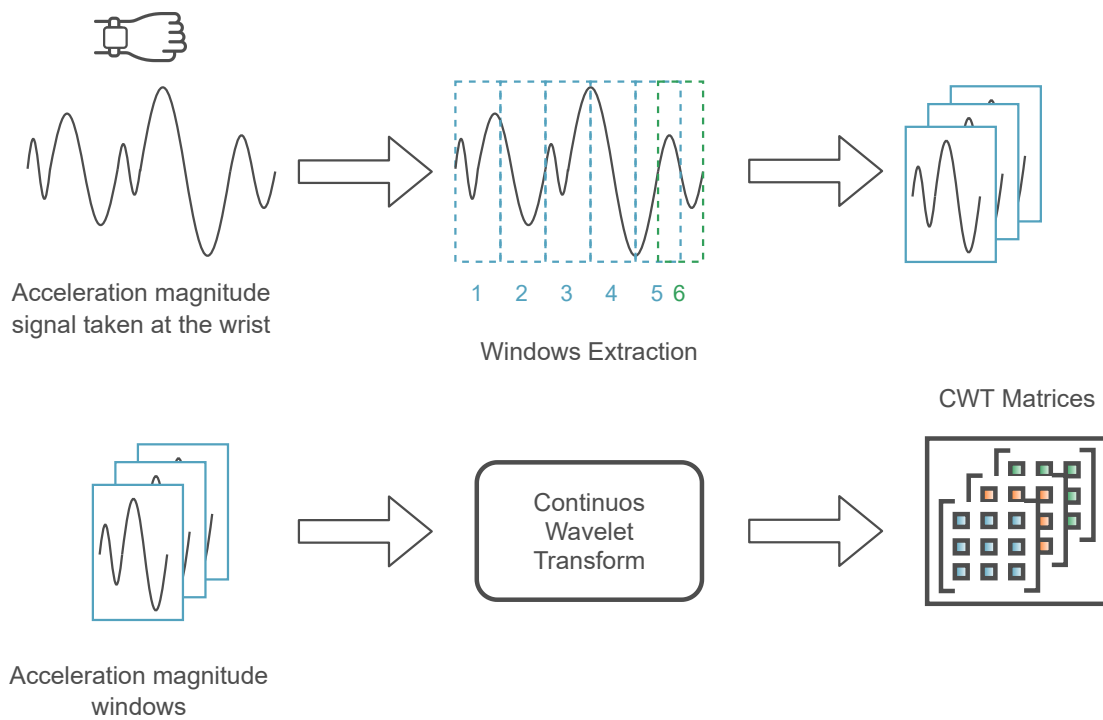 Acceleration magnitude
signal taken at the wrist
1 2 3 4 5 6
Windows Extraction
CWT Matrices
Continuos
Wavelet
Transform
Acceleration magnitude
windows